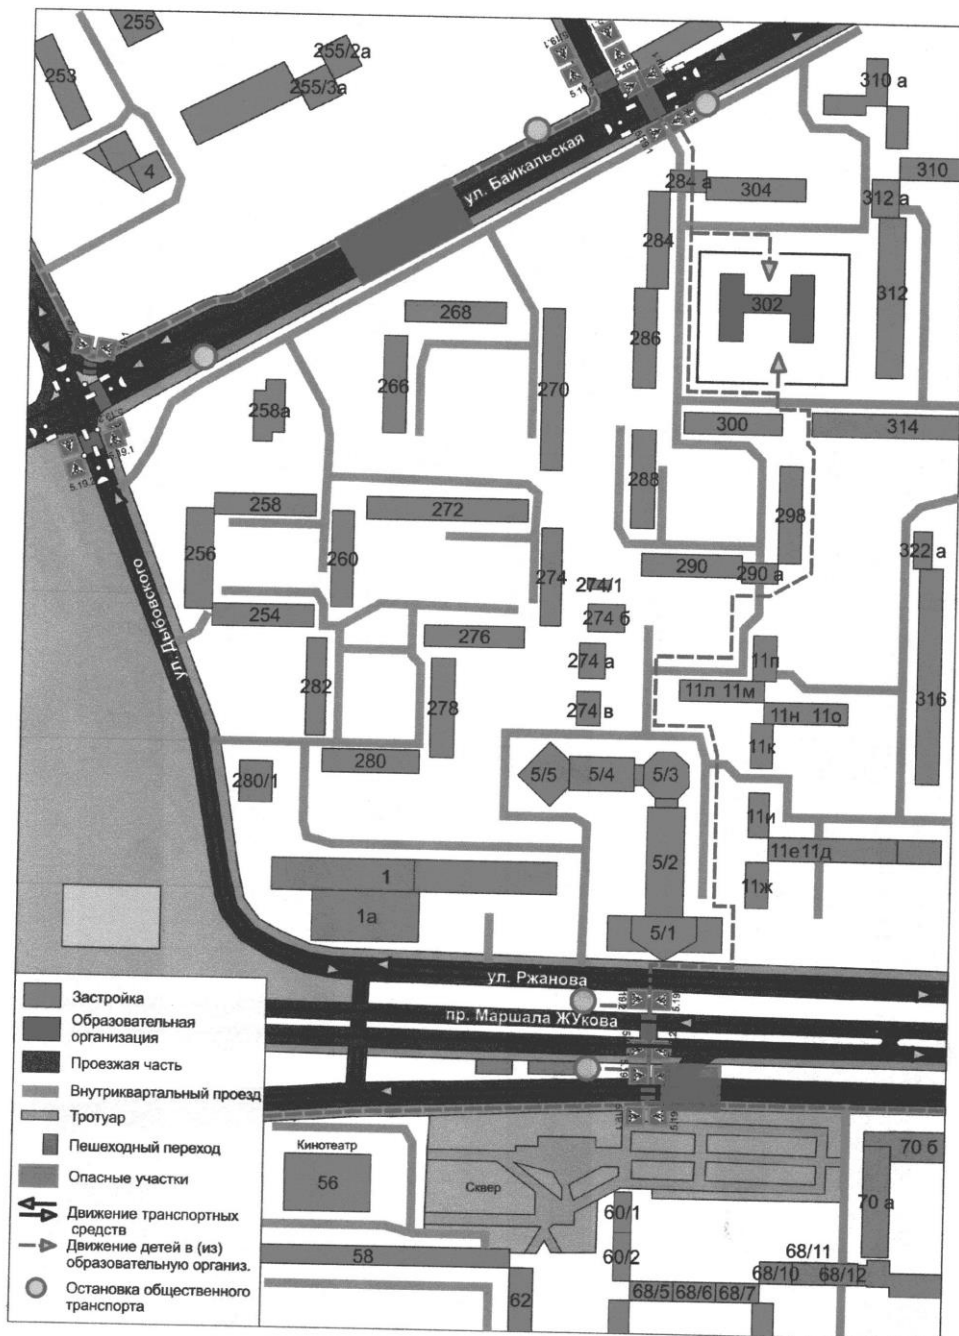 255
255/2а
255/3а
253
4
5.19.1
310 а
310
ул. Байкальская
284 а
304
312 а
284
302
312
286
268
266
270
258а
300
314
288
258
272
298
256
260
274
290
290 а
322 а
274/1
274 б
254
276
ул. Дыбовского
282
278
274 а
11п
11л 11м
316
274 в
11н 11о
11к
280
280/1
5/5
5/4
5/3
11и
5/2
11е11д
1
11ж
1а
5/1
ул. Ржанова
пр. Маршала ЖУкова
Застройка
Образовательная
организация
Проезжая часть
Внутриквартальный проезд
Тротуар
Пешеходный переход
Опасные участки
Движение транспортных
средств
Движение детей в (из)
образовательную организ.
Остановка общественного
транспорта
Кинотеатр
56
Сквер
70 б
70 а
60/1
60/2
58
62
68/11
68/10
68/12
68/5
68/6
68/7